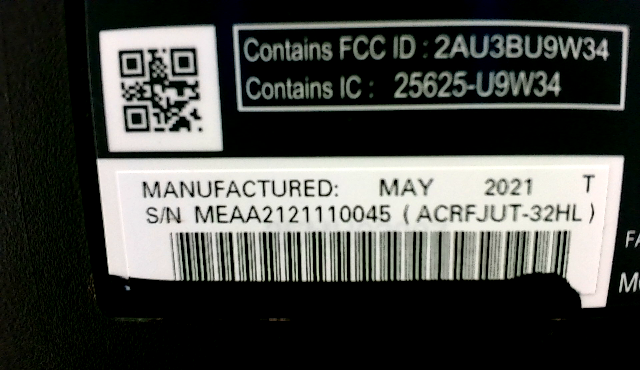 Contains FCC ID : 2AU3BU9W34
Contains IC : 25625-U9W34
MANUFACTURED: MAY 2021 T
S/N MEAA2121110045 ( ACRFJUT-32HL )